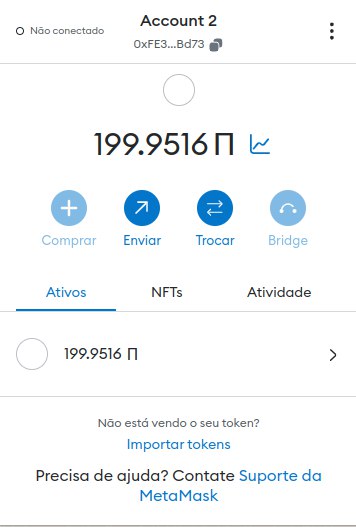 Account 2
Não conectado
0xFE3...Bd73
199.9516 Π
Comprar
Enviar
Trocar
Bridge
Ativos
NFTs
Atividade
199.9516 Π
Não está vendo o seu token?
Importar tokens
Precisa de ajuda? Contate Suporte da
MetaMask